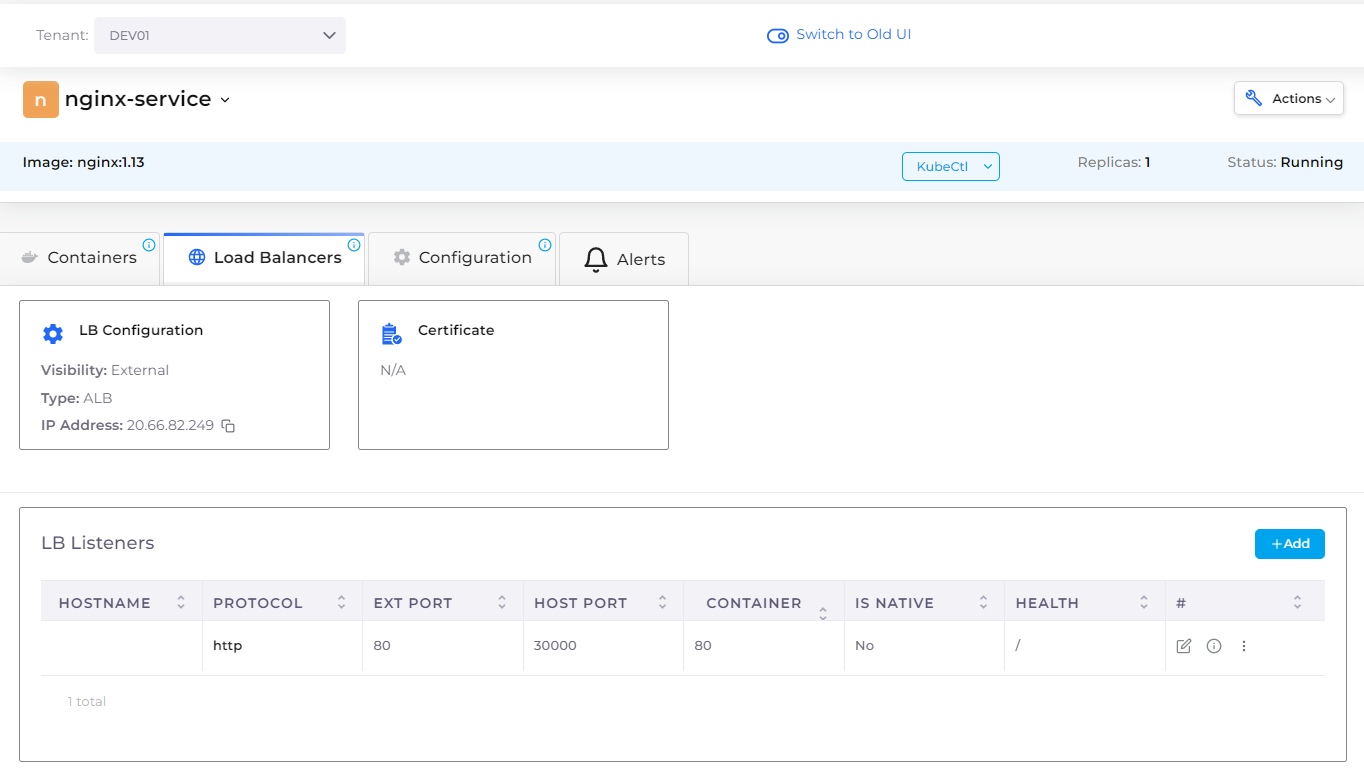 Tenant: DEV01
Switch to Old UI
n nginx-service
Actions
Image: nginx:1.13
KubeCtl
Replicas: 1
Status: Running
Containers
Load Balancers
Configuration
Alerts
LB Configuration
Visibility: External
Type: ALB
IP Address: 20.66.82.249
Certificate
N/A
LB Listeners
+Add
HOSTNAME PROTOCOL EXT PORT HOST PORT CONTAINER IS NATIVE HEALTH #
http 80 30000 80 No /
1 total